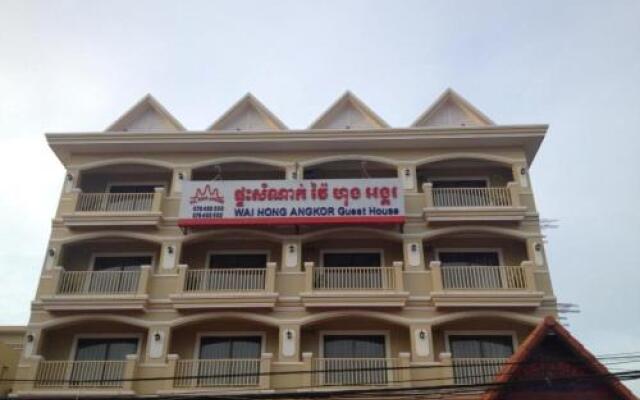 ផ្ទះសំណាក់ វ៉ៃ ហុង អង្គរ
WAI HONG ANGKOR Guest House